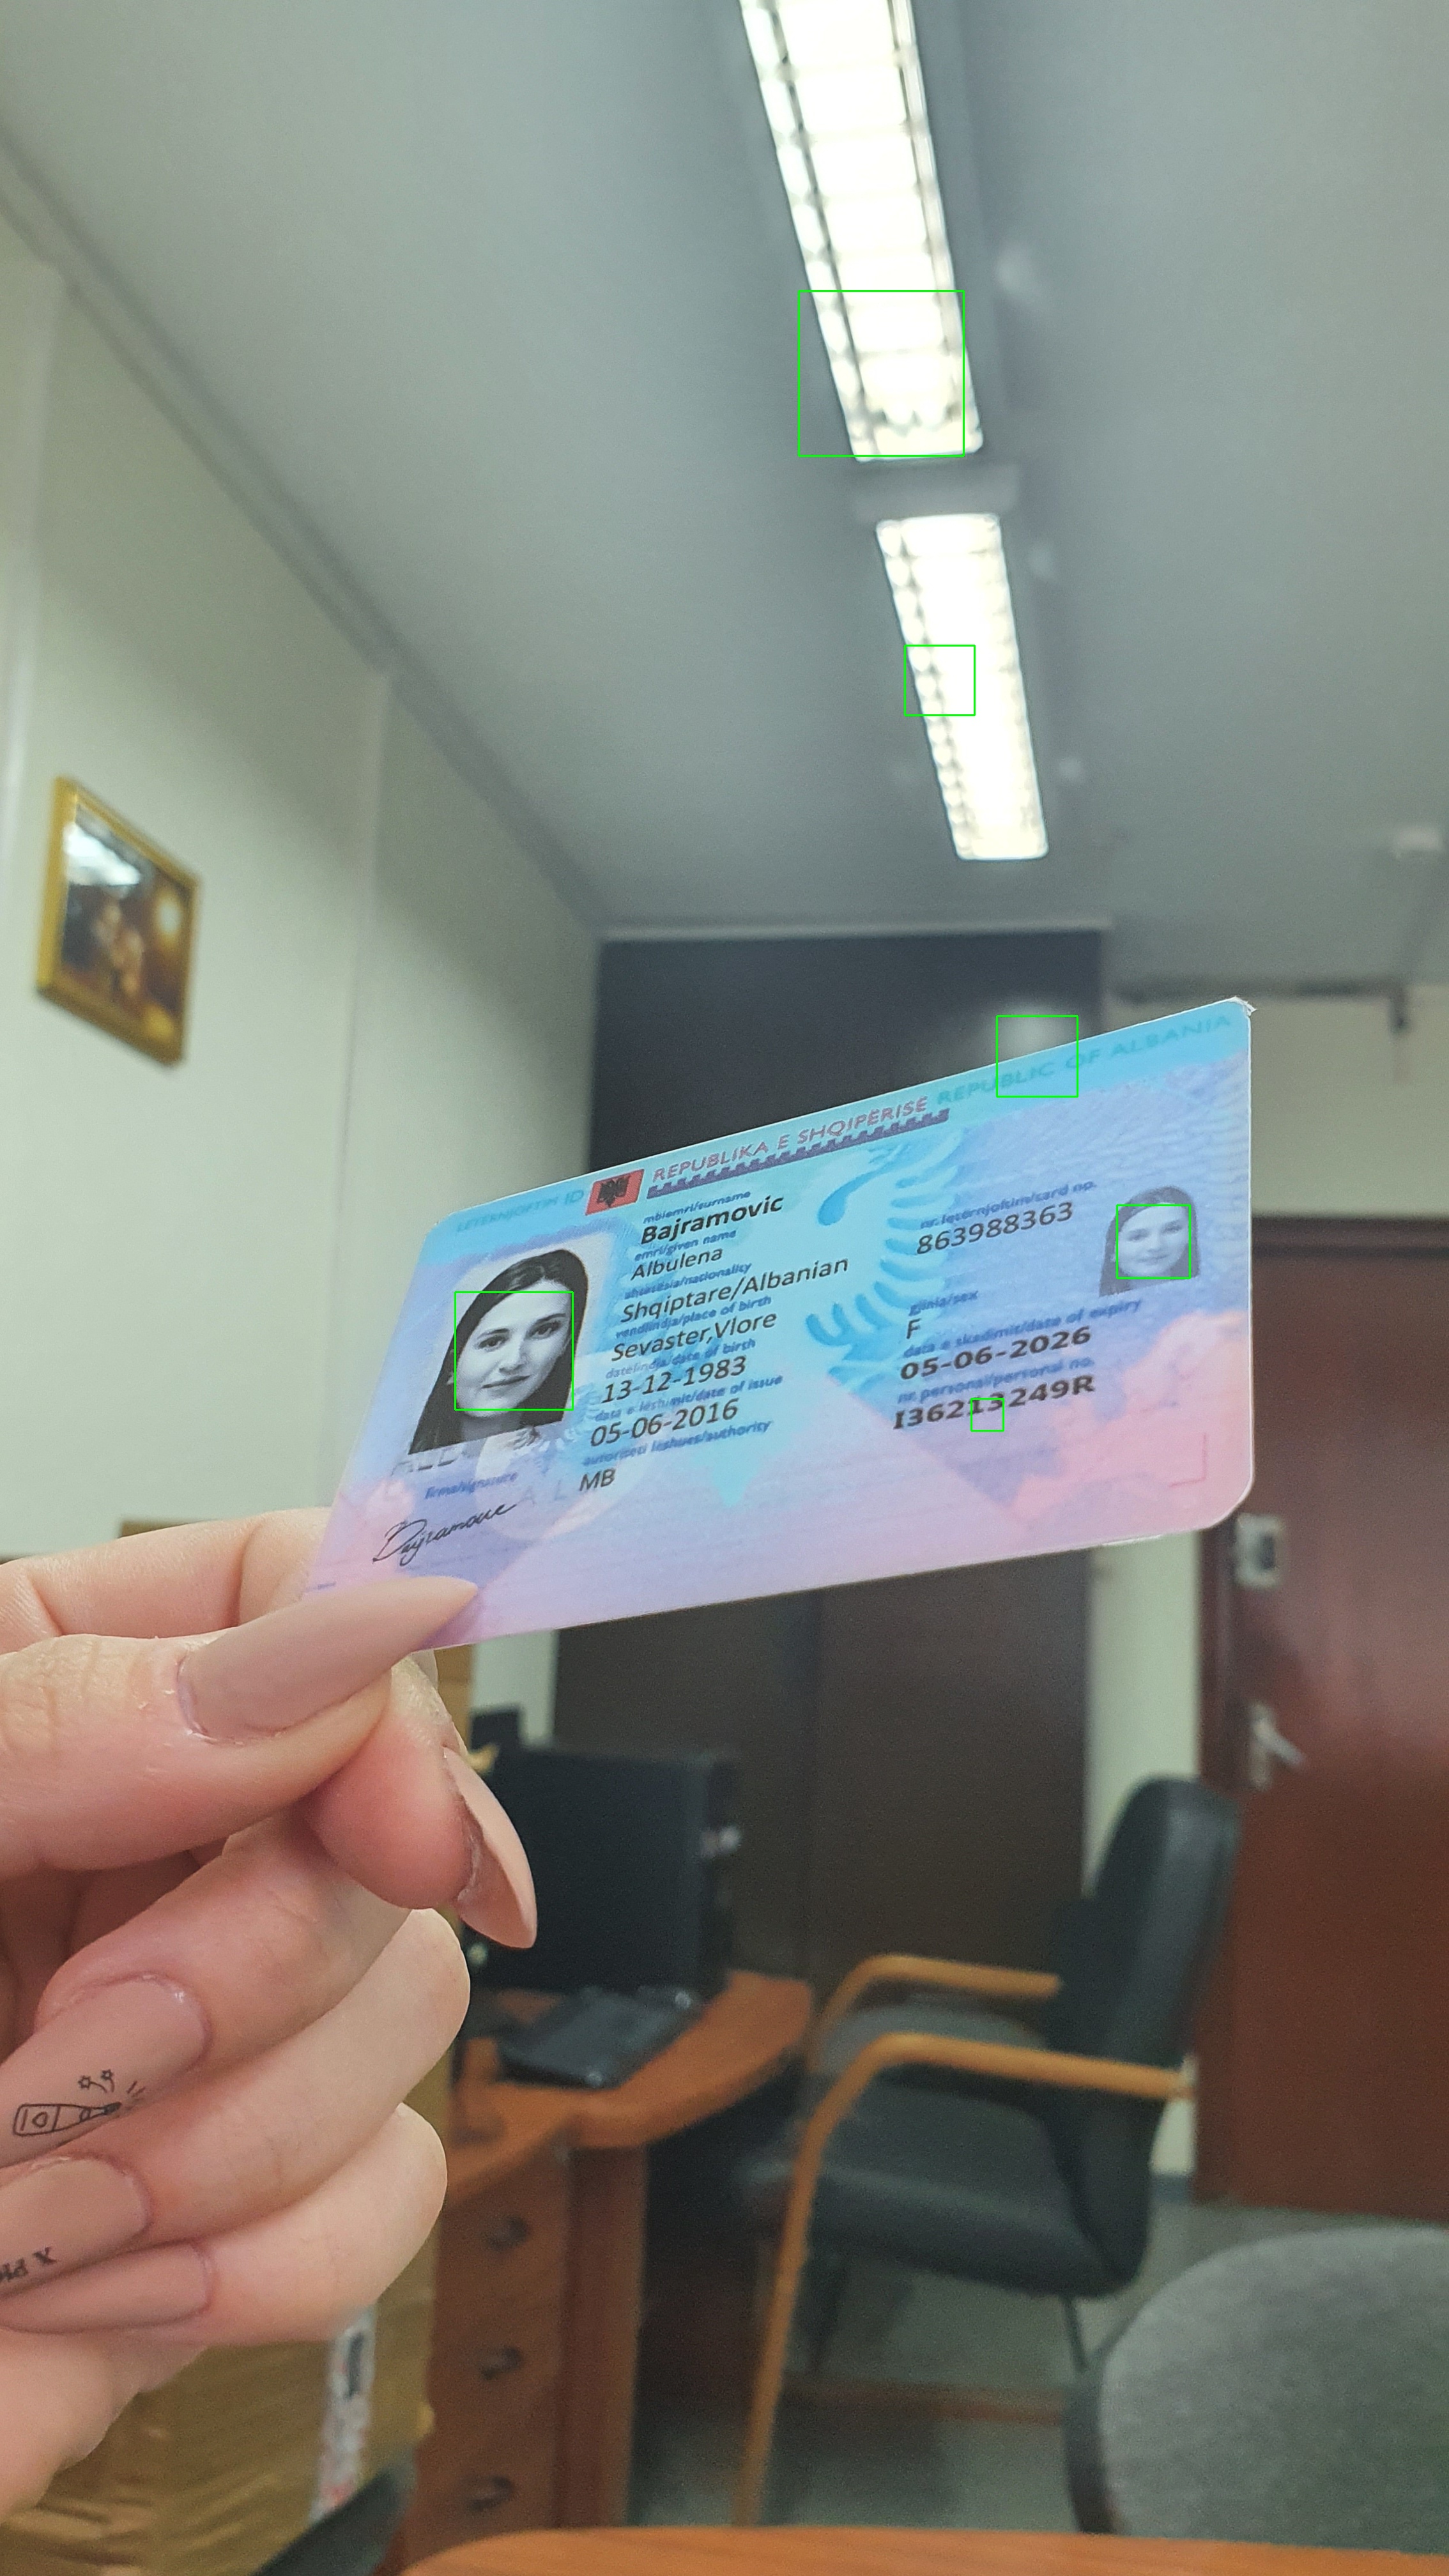 LETERNJOFTIM ID REPUBLIKA E SHQIPËRISË REPUBLIC OF ALBANIA
mbiemri/surname
Bajramovic
emri/given name
Albulena
shtetësia/nationality
Shqiptare/Albanian
vendlindja/place of birth
Sevaster,Vlore
datëlindja/date of birth
13-12-1983
data e lëshimit/date of issue
05-06-2016
autoriteti lëshues/authority
MB
nr. leternjoftim/card no.
863988363
gjinia/sex
F
data e skadimit/date of expiry
05-06-2026
nr. personal/personal no.
I36213249R
firma/signature
Bajramovic